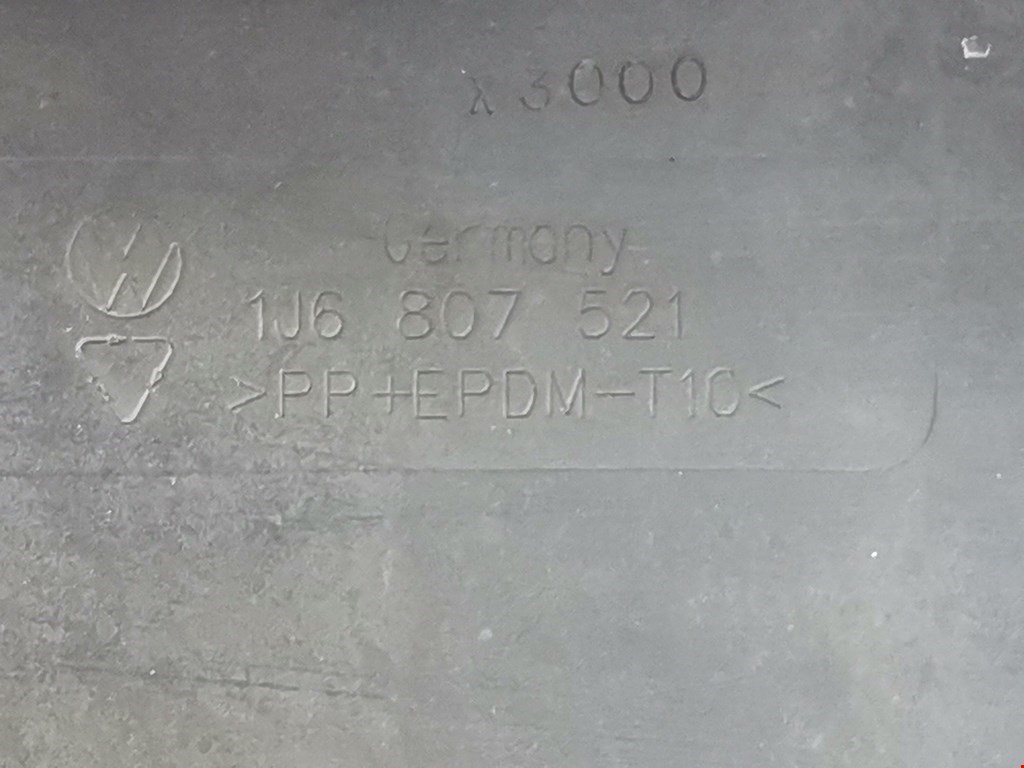 X3000
Germany
1J6 807 521
>PP+EPDM-T10<